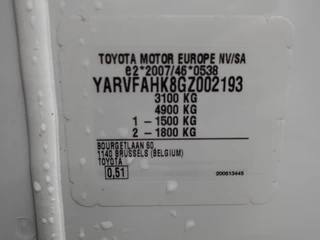 TOYOTA MOTOR EUROPE NV/SA
e2*2007/46*0538
YARVFAHK8GZ002193
3100 KG
4900 KG
1 - 1500 KG
2 - 1800 KG
BOURGETLAAN 60
1140 BRUSSELS (BELGIUM)
TOYOTA
0,51
200613445